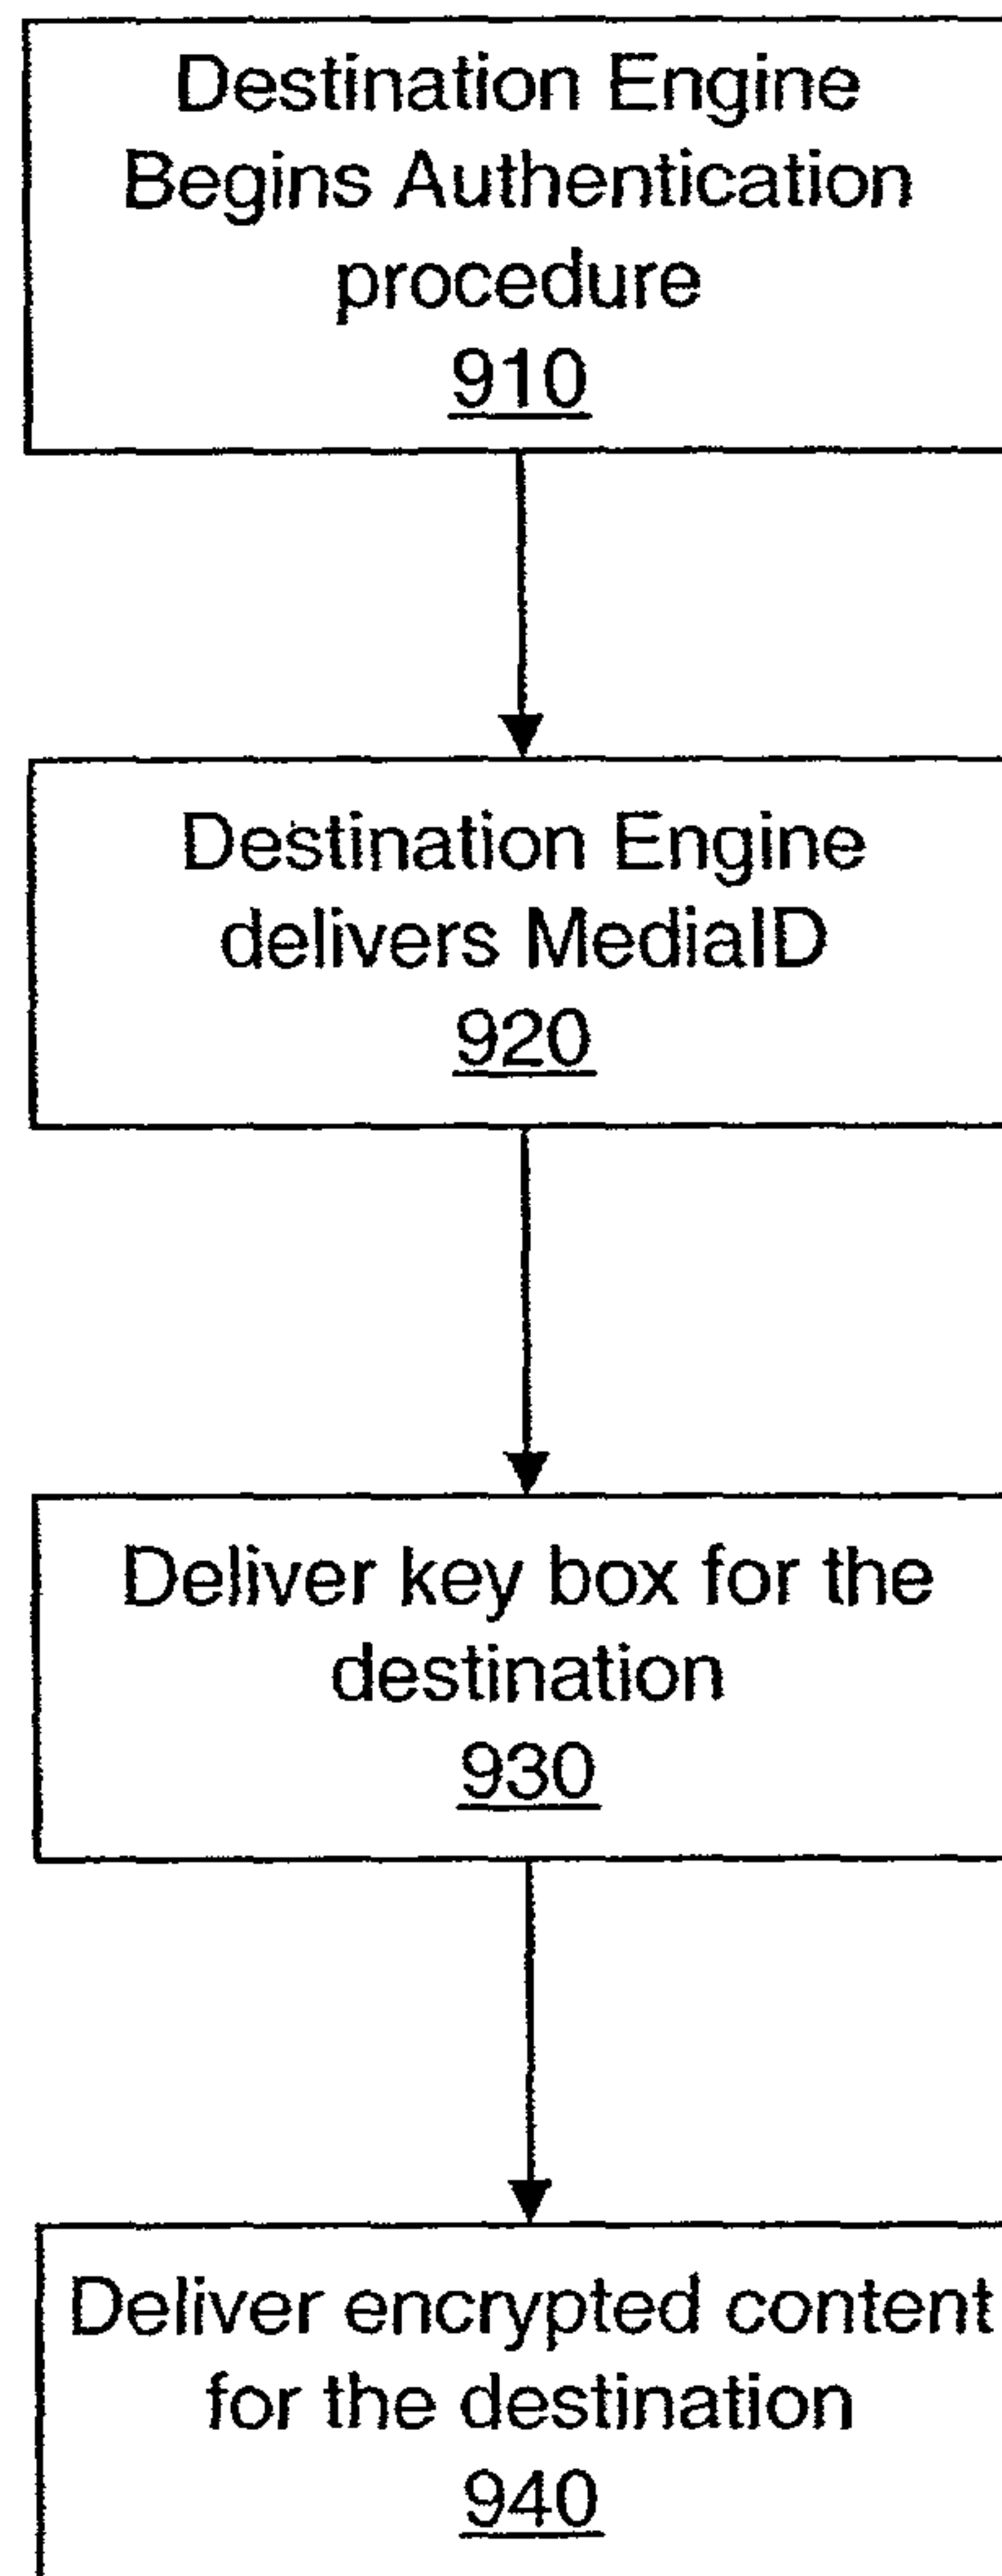 Destination Engine
Begins Authentication
procedure
910
Destination Engine
delivers MediaID
920
Deliver key box for the
destination
930
Deliver encrypted content
for the destination
940